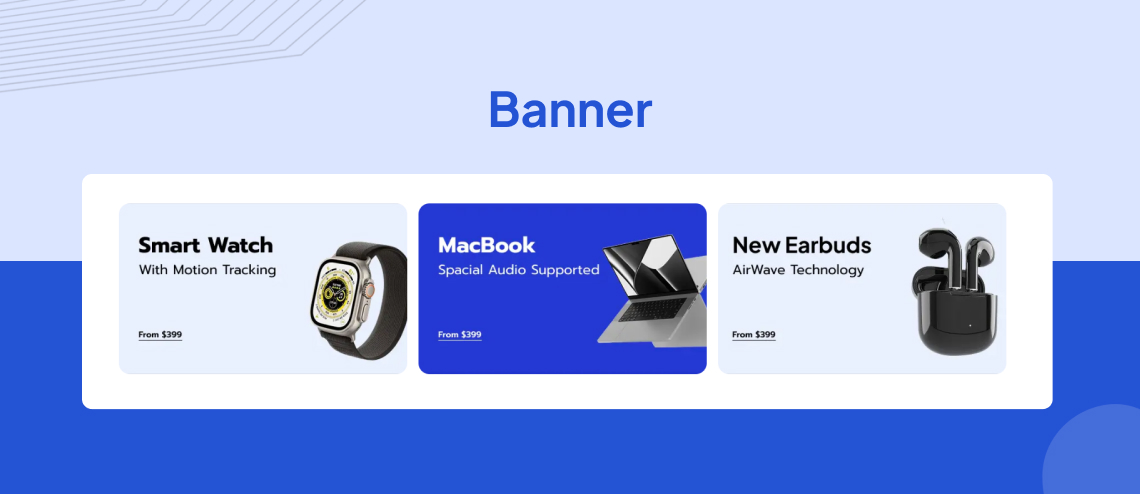 Banner
Smart Watch
With Motion Tracking
From $399
MacBook
Spacial Audio Supported
From $399
New Earbuds
AirWave Technology
From $399